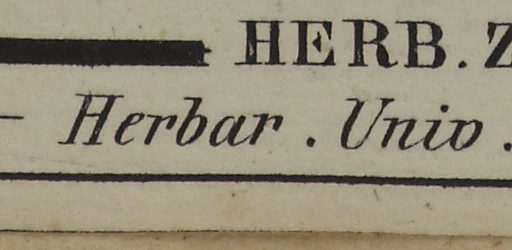 HERB. Z
Herbar. Univ.